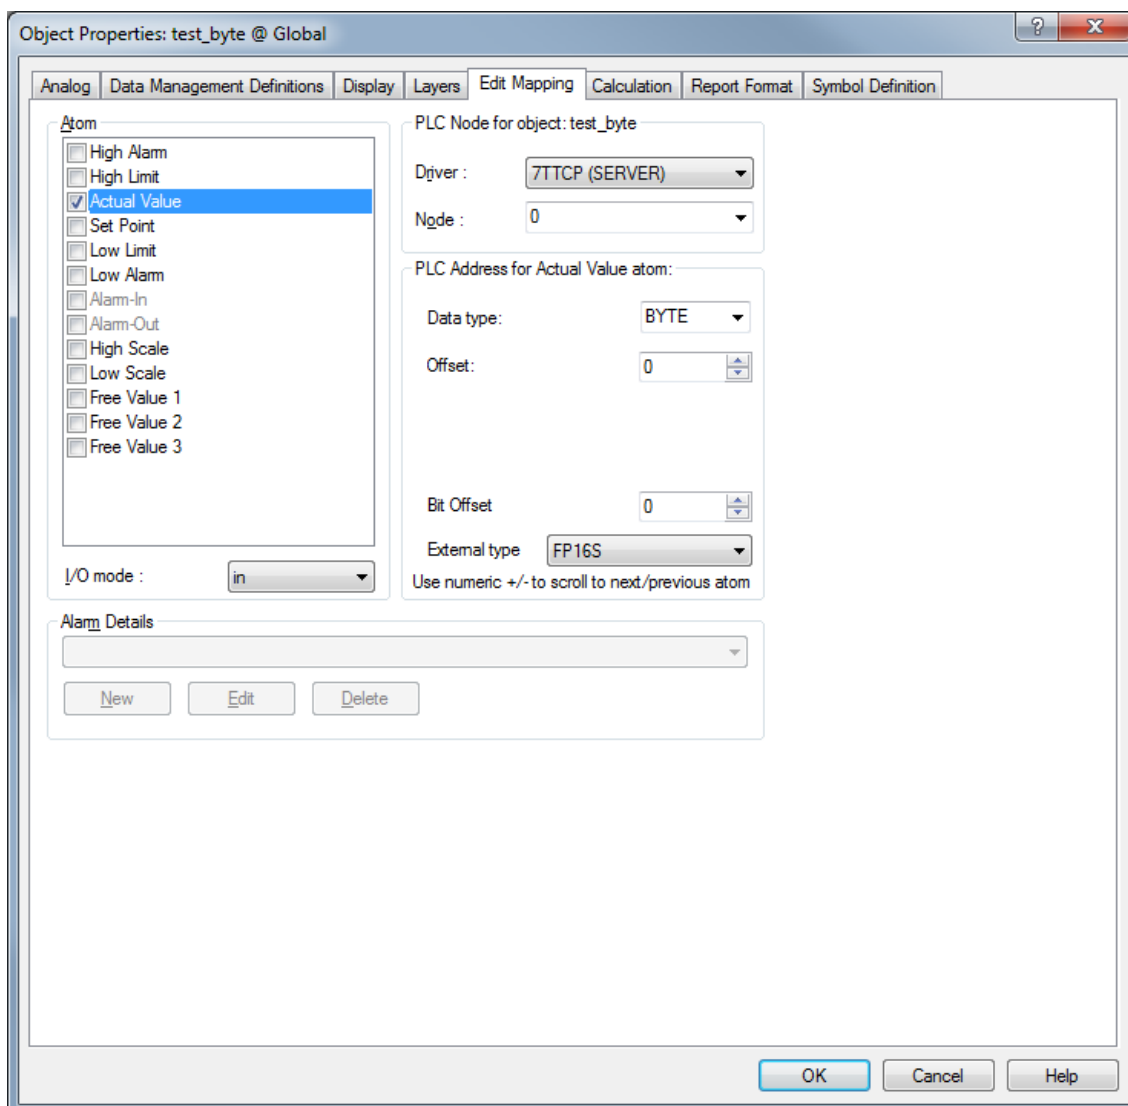 Object Properties: test_byte @ Global
?
X
Analog
Data Management Definitions
Display
Layers
Edit Mapping
Calculation
Report Format
Symbol Definition
Atom
High Alarm
High Limit
Actual Value
Set Point
Low Limit
Low Alarm
Alarm-In
Alarm-Out
High Scale
Low Scale
Free Value 1
Free Value 2
Free Value 3
I/O mode :
in
PLC Node for object: test_byte
Driver :
7TTCP (SERVER)
Node :
0
PLC Address for Actual Value atom:
Data type:
BYTE
Offset:
0
Bit Offset
0
External type
FP16S
Use numeric +/- to scroll to next/previous atom
Alarm Details
New
Edit
Delete
OK
Cancel
Help